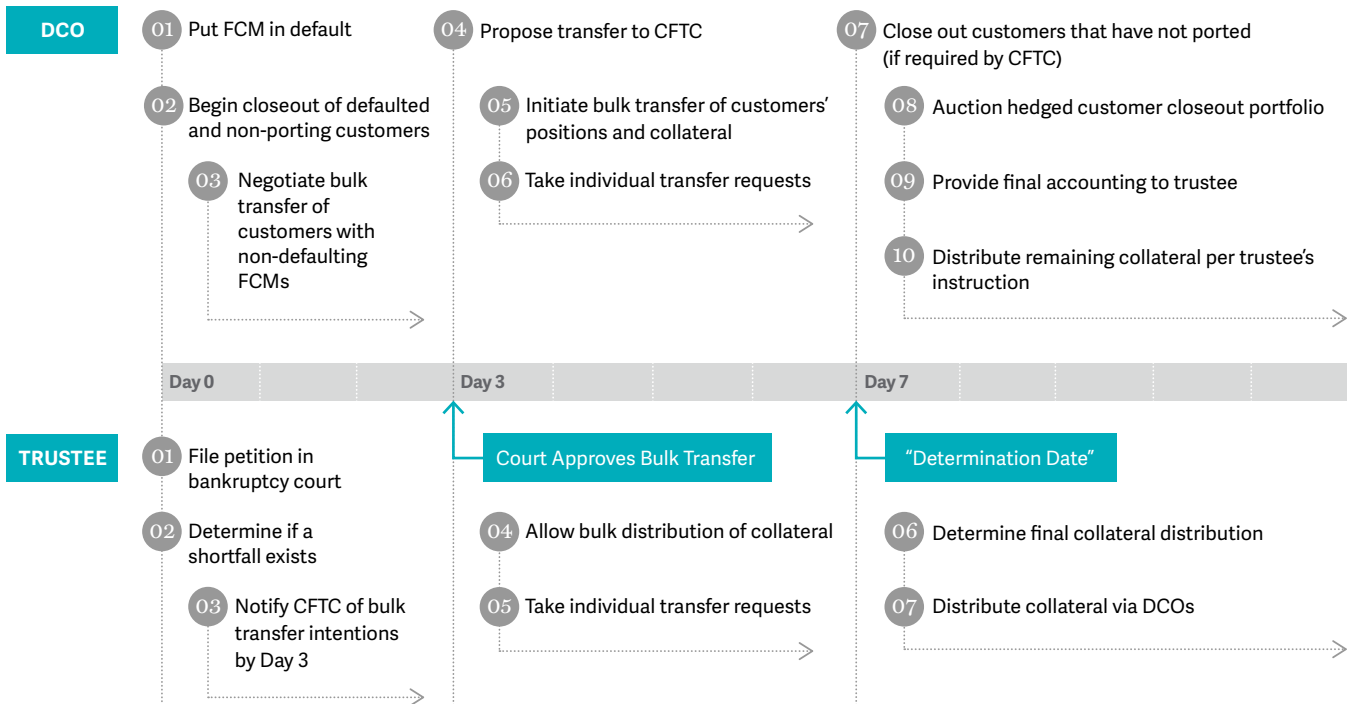 DCO
01 Put FCM in default
02 Begin closeout of defaulted
and non-porting customers
03 Negotiate bulk
transfer of
customers with
non-defaulting
FCMs
04 Propose transfer to CFTC
05 Initiate bulk transfer of customers’
positions and collateral
06 Take individual transfer requests
07 Close out customers that have not ported
(if required by CFTC)
08 Auction hedged customer closeout portfolio
09 Provide final accounting to trustee
10 Distribute remaining collateral per trustee’s
instruction
Day 0
Day 3
Day 7
TRUSTEE
01 File petition in
bankruptcy court
02 Determine if a
shortfall exists
03 Notify CFTC of bulk
transfer intentions
by Day 3
Court Approves Bulk Transfer
04 Allow bulk distribution of collateral
05 Take individual transfer requests
“Determination Date”
06 Determine final collateral distribution
07 Distribute collateral via DCOs